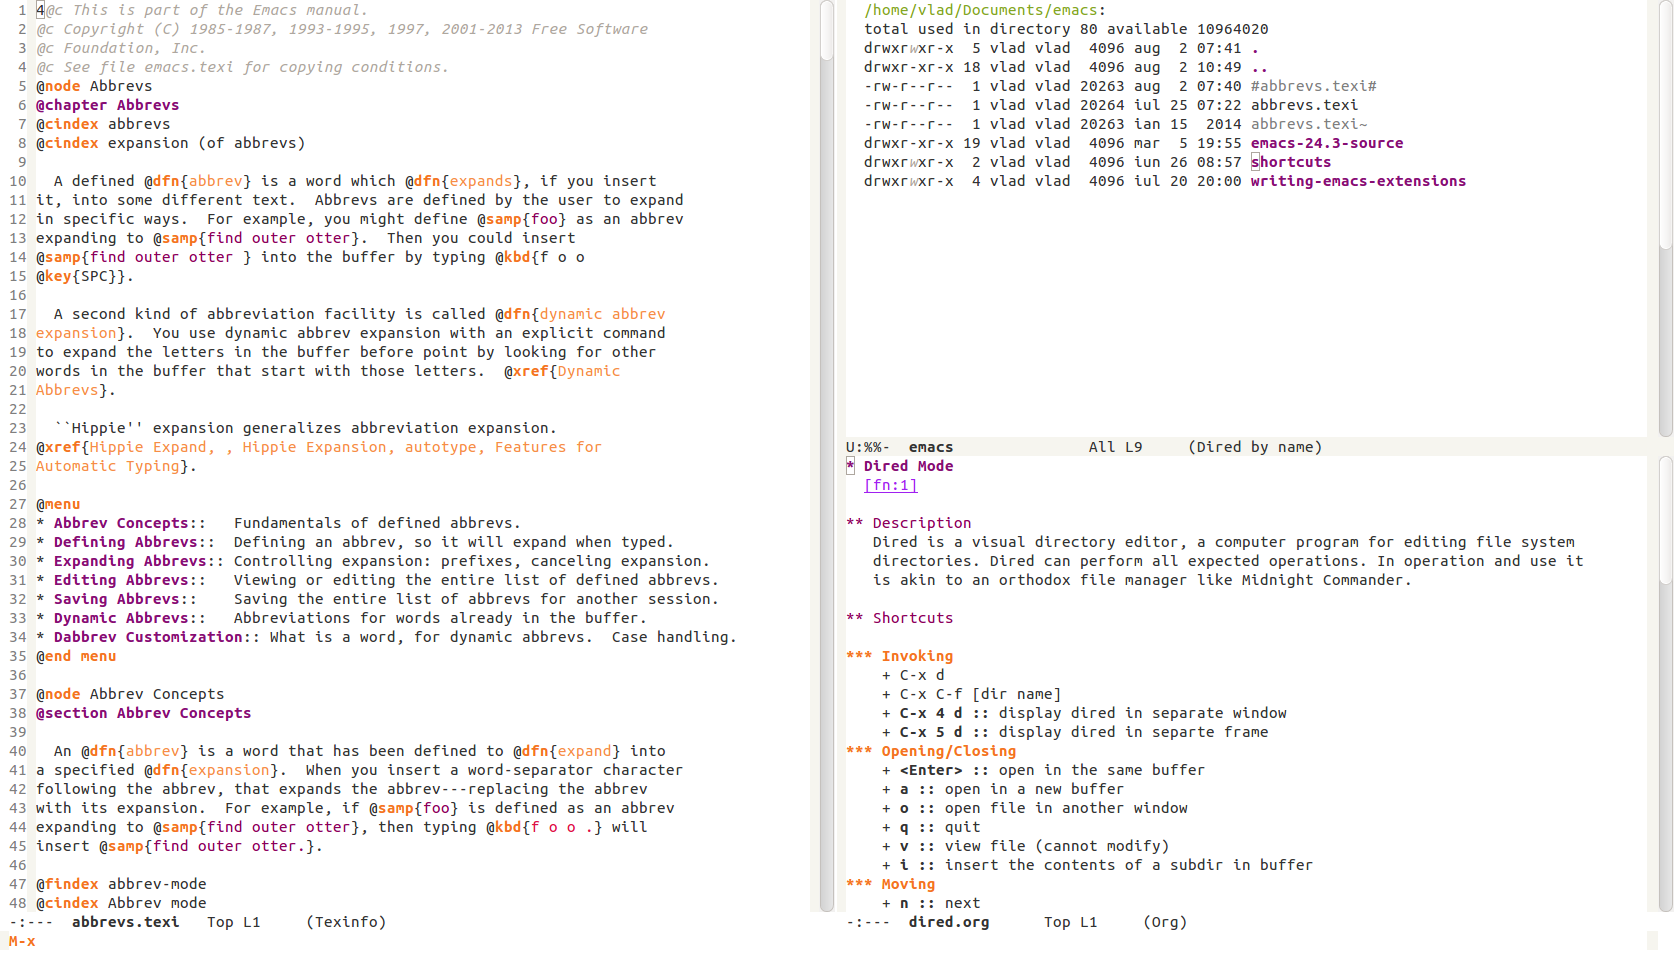 1 4@c This is part of the Emacs manual.
2 @c Copyright (C) 1985-1987, 1993-1995, 1997, 2001-2013 Free Software
3 @c Foundation, Inc.
4 @c See file emacs.texi for copying conditions.
5 @node Abbrevs
6 @chapter Abbrevs
7 @cindex abbrevs
8 @cindex expansion (of abbrevs)
9
10   A defined @dfn{abbrev} is a word which @dfn{expands}, if you insert
11 it, into some different text.  Abbrevs are defined by the user to expand
12 in specific ways.  For example, you might define @samp{foo} as an abbrev
13 expanding to @samp{find outer otter}.  Then you could insert
14 @samp{find outer otter } into the buffer by typing @kbd{f o o
15 @key{SPC}}.
16
17   A second kind of abbreviation facility is called @dfn{dynamic abbrev
18 expansion}.  You use dynamic abbrev expansion with an explicit command
19 to expand the letters in the buffer before point by looking for other
20 words in the buffer that start with those letters.  @xref{Dynamic
21 Abbrevs}.
22
23   ``Hippie'' expansion generalizes abbreviation expansion.
24 @xref{Hippie Expand, , Hippie Expansion, autotype, Features for
25 Automatic Typing}.
26
27 @menu
28 * Abbrev Concepts::   Fundamentals of defined abbrevs.
29 * Defining Abbrevs::  Defining an abbrev, so it will expand when typed.
30 * Expanding Abbrevs:: Controlling expansion: prefixes, canceling expansion.
31 * Editing Abbrevs::   Viewing or editing the entire list of defined abbrevs.
32 * Saving Abbrevs::    Saving the entire list of abbrevs for another session.
33 * Dynamic Abbrevs::   Abbreviations for words already in the buffer.
34 * Dabbrev Customization:: What is a word, for dynamic abbrevs.  Case handling.
35 @end menu
36
37 @node Abbrev Concepts
38 @section Abbrev Concepts
39
40   An @dfn{abbrev} is a word that has been defined to @dfn{expand} into
41 a specified @dfn{expansion}.  When you insert a word-separator character
42 following the abbrev, that expands the abbrev---replacing the abbrev
43 with its expansion.  For example, if @samp{foo} is defined as an abbrev
44 expanding to @samp{find outer otter}, then typing @kbd{f o o .} will
45 insert @samp{find outer otter.}.
46
47 @findex abbrev-mode
48 @cindex Abbrev mode
-:---  abbrevs.texi   Top L1     (Texinfo)
M-x
/home/vlad/Documents/emacs:
total used in directory 80 available 10964020
drwxrwxr-x  5 vlad vlad  4096 aug  2 07:41 .
drwxr-xr-x 18 vlad vlad  4096 aug  2 10:49 ..
-rw-r--r--  1 vlad vlad 20263 aug  2 07:40 #abbrevs.texi#
-rw-r--r--  1 vlad vlad 20264 iul 25 07:22 abbrevs.texi
-rw-r--r--  1 vlad vlad 20263 ian 15  2014 abbrevs.texi~
drwxr-xr-x 19 vlad vlad  4096 mar  5 19:55 emacs-24.3-source
drwxrwxr-x  2 vlad vlad  4096 iun 26 08:57 shortcuts
drwxrwxr-x  4 vlad vlad  4096 iul 20 20:00 writing-emacs-extensions
U:%%-  emacs               All L9     (Dired by name)
* Dired Mode
[fn:1]
** Description
Dired is a visual directory editor, a computer program for editing file system
directories. Dired can perform all expected operations. In operation and use it
is akin to an orthodox file manager like Midnight Commander.
** Shortcuts
*** Invoking
+ C-x d
+ C-x C-f [dir name]
+ C-x 4 d :: display dired in separate window
+ C-x 5 d :: display dired in separte frame
*** Opening/Closing
+ <Enter> :: open in the same buffer
+ a :: open in a new buffer
+ o :: open file in another window
+ q :: quit
+ v :: view file (cannot modify)
+ i :: insert the contents of a subdir in buffer
*** Moving
+ n :: next
-:---  dired.org      Top L1     (Org)